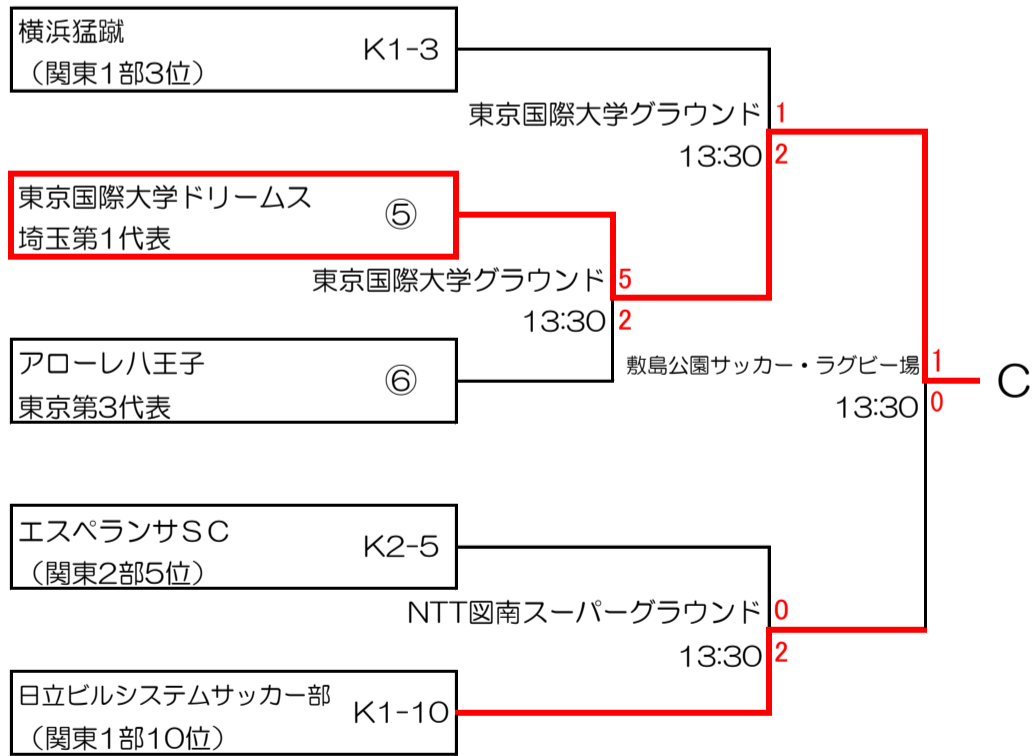 横浜猛蹴
（関東1部3位）
K1-3
東京国際大学グラウンド
1
13:30
2
東京国際大学ドリームス
埼玉第1代表
⑤
東京国際大学グラウンド
5
13:30
2
アローレ八王子
東京第3代表
⑥
敷島公園サッカー・ラグビー場
1
13:30
0
C
エスペランサSC
（関東2部5位）
K2-5
NTT図南スーパーグラウンド
0
13:30
2
日立ビルシステムサッカー部
（関東1部10位）
K1-10